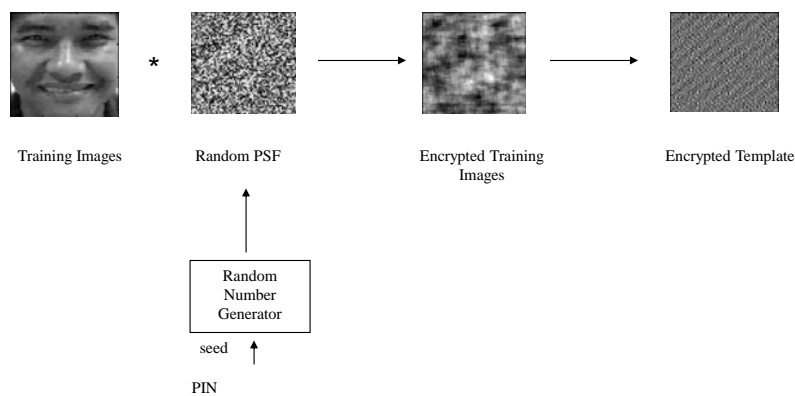 *
Training Images
Random PSF
Encrypted Training
Images
Encrypted Template
Random
Number
Generator
seed
PIN